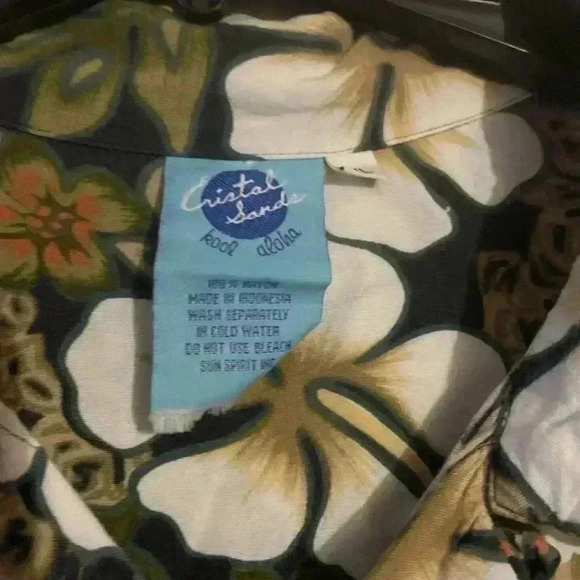 Cristal
Sands
kool aloha
100% RAYON
MADE IN INDONESIA
WASH SEPARATELY
IN COLD WATER
DO NOT USE BLEACH
SUN SPIRIT INC